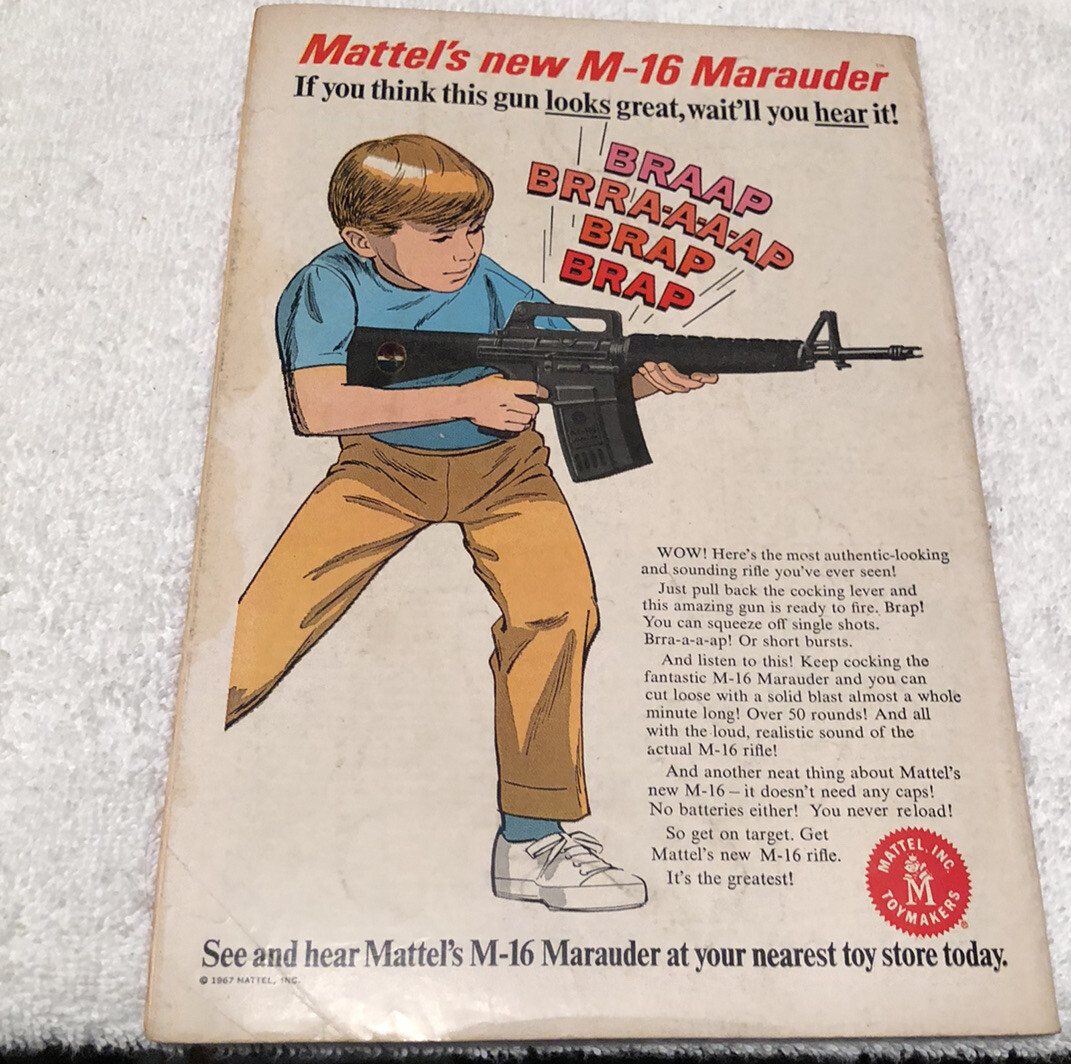 Mattel's new M-16 Marauder
If you think this gun looks great, wait'll you hear it!
BRAAP
BRRA-A-A-AP
BRAP
BRAP
WOW! Here's the most authentic-looking
and sounding rifle you've ever seen!
Just pull back the cocking lever and
this amazing gun is ready to fire. Brap!
You can squeeze off single shots.
Brra-a-a-ap! Or short bursts.
And listen to this! Keep cocking the
fantastic M-16 Marauder and you can
cut loose with a solid blast almost a whole
minute long! Over 50 rounds! And all
with the loud, realistic sound of the
actual M-16 rifle!
And another neat thing about Mattel's
new M-16 — it doesn't need any caps!
No batteries either! You never reload!
So get on target. Get
Mattel's new M-16 rifle.
It's the greatest!
MATTEL, INC.
M
TOYMAKERS
®
See and hear Mattel's M-16 Marauder at your nearest toy store today.
© 1967 MATTEL, INC.